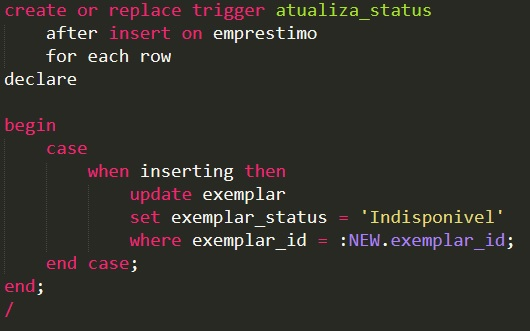 create or replace trigger atualiza_status
    after insert on emprestimo
    for each row
declare

begin
    case
        when inserting then
            update exemplar
            set exemplar_status = 'Indisponivel'
            where exemplar_id = :NEW.exemplar_id;
    end case;
end;
/